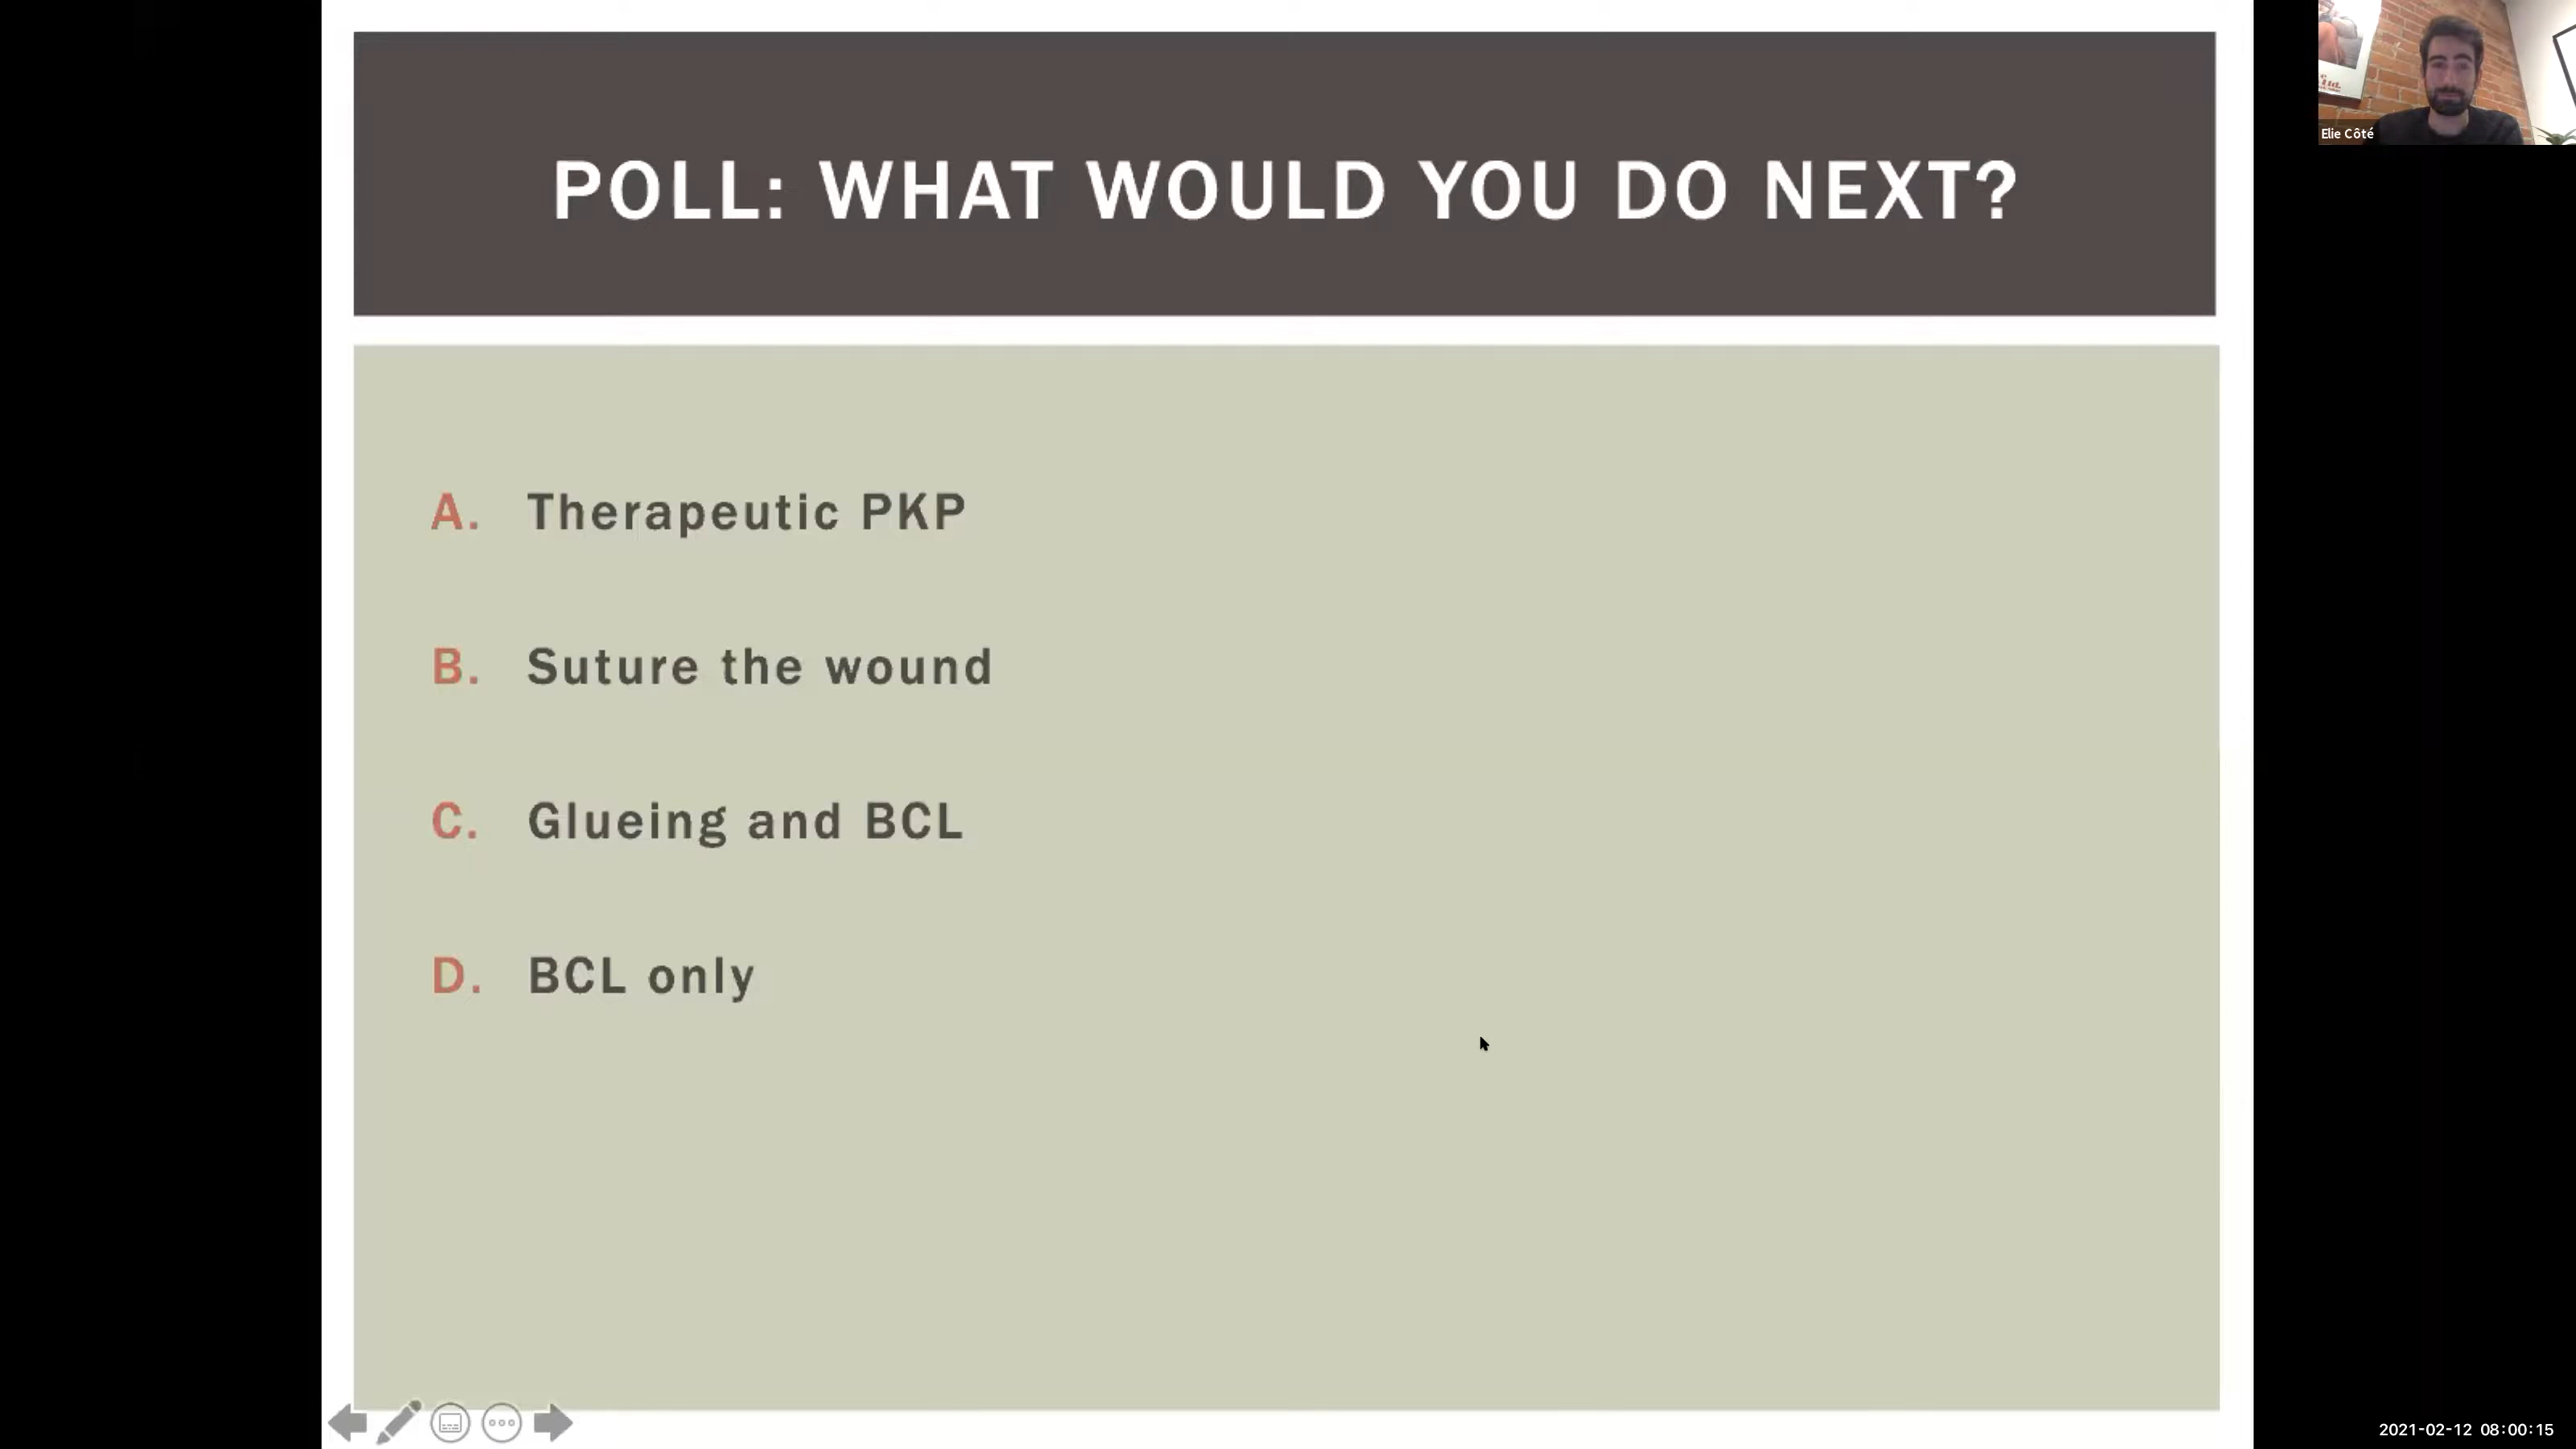 POLL: WHAT WOULD YOU DO NEXT?
A. Therapeutic PKP
B. Suture the wound
C. Glueing and BCL
D. BCL only
Elie Côté
2021-02-12 08:00:15